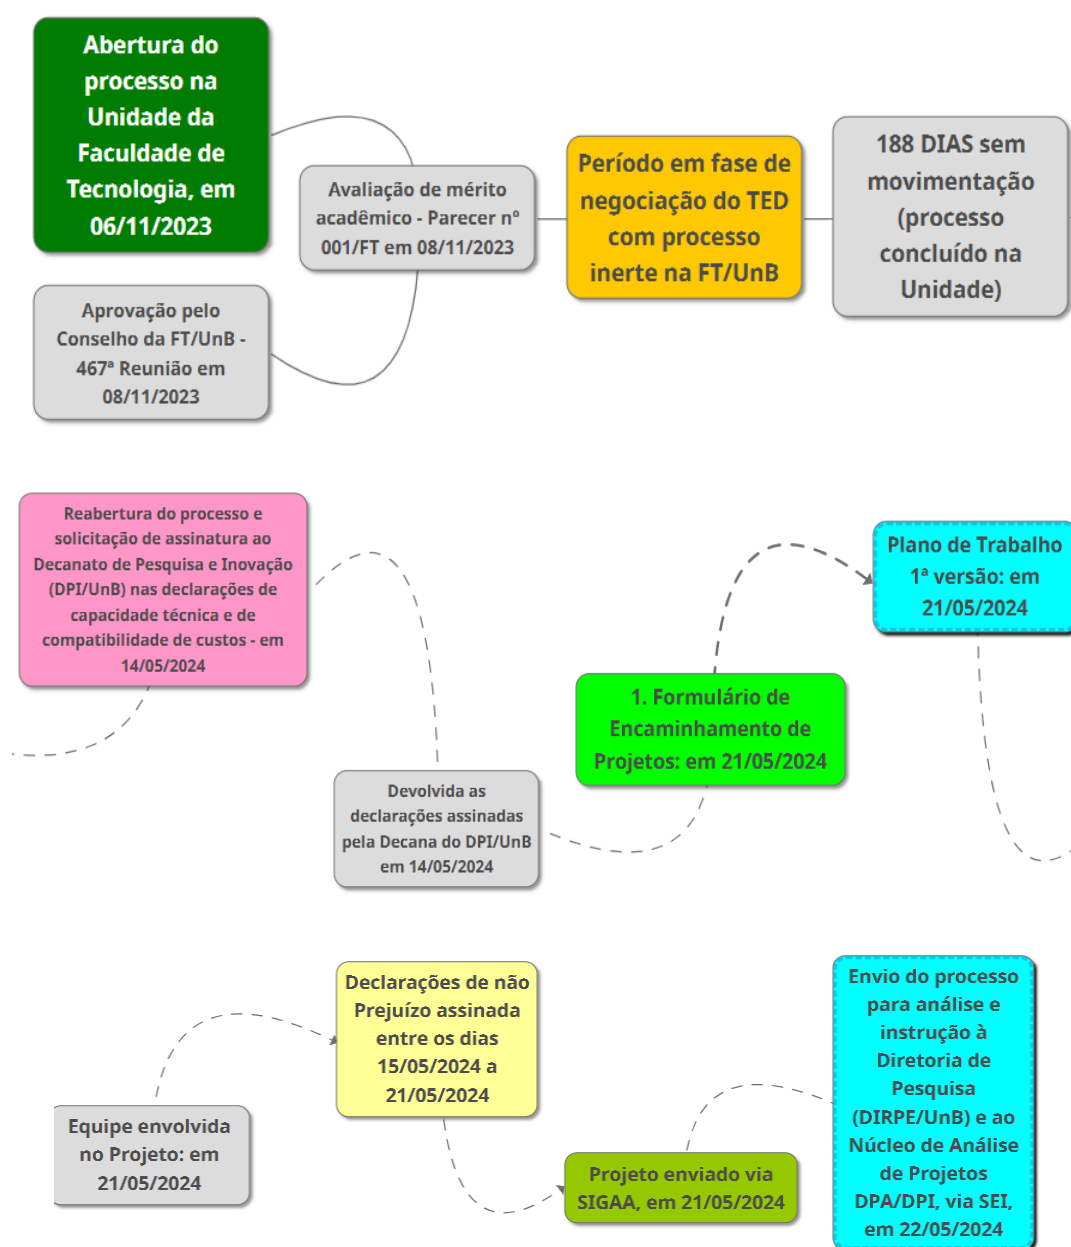 Abertura do
processo na
Unidade da
Faculdade de
Tecnologia, em
06/11/2023
Aprovação pelo
Conselho da FT/UnB -
467ª Reunião em
08/11/2023
Avaliação de mérito
acadêmico - Parecer nº
001/FT em 08/11/2023
Período em fase de
negociação do TED
com processo
inerte na FT/UnB
188 DIAS sem
movimentação
(processo
concluído na
Unidade)
Reabertura do processo e
solicitação de assinatura ao
Decanato de Pesquisa e Inovação
(DPI/UnB) nas declarações de
capacidade técnica e de
compatibilidade de custos - em
14/05/2024
Devolvida as
declarações assinadas
pela Decana do DPI/UnB
em 14/05/2024
1. Formulário de
Encaminhamento de
Projetos: em 21/05/2024
Plano de Trabalho
1ª versão: em
21/05/2024
Equipe envolvida
no Projeto: em
21/05/2024
Declarações de não
Prejuízo assinada
entre os dias
15/05/2024 a
21/05/2024
Projeto enviado via
SIGAA, em 21/05/2024
Envio do processo
para análise e
instrução à
Diretoria de
Pesquisa
(DIRPE/UnB) e ao
Núcleo de Análise
de Projetos
DPA/DPI, via SEI,
em 22/05/2024